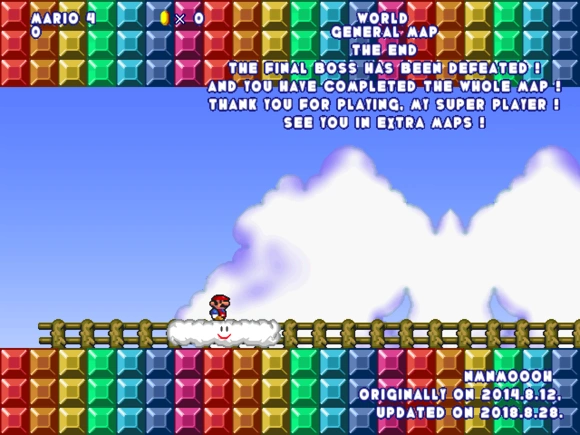 MARIO 4
× 0
0
WORLD
GENERAL MAP
THE END
THE FINAL BOSS HAS BEEN DEFEATED !
AND YOU HAVE COMPLETED THE WHOLE MAP !
THANK YOU FOR PLAYING, MY SUPER PLAYER !
SEE YOU IN EXTRA MAPS !
NMNMOOOH
ORIGINALLY ON 2014.8.12,
UPDATED ON 2018.8.28.